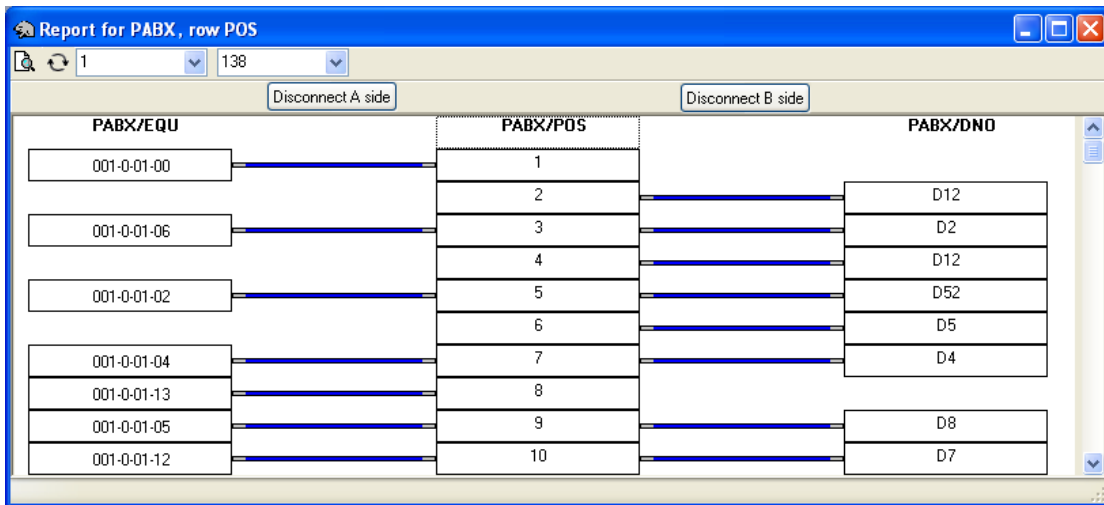 Report for PABX, row POS
1 138
Disconnect A side Disconnect B side
PABX/EQU PABX/POS PABX/DNO
001-0-01-00 1
2 D12
001-0-01-06 3 D2
4 D12
001-0-01-02 5 D52
6 D5
001-0-01-04 7 D4
001-0-01-13 8
001-0-01-05 9 D8
001-0-01-12 10 D7